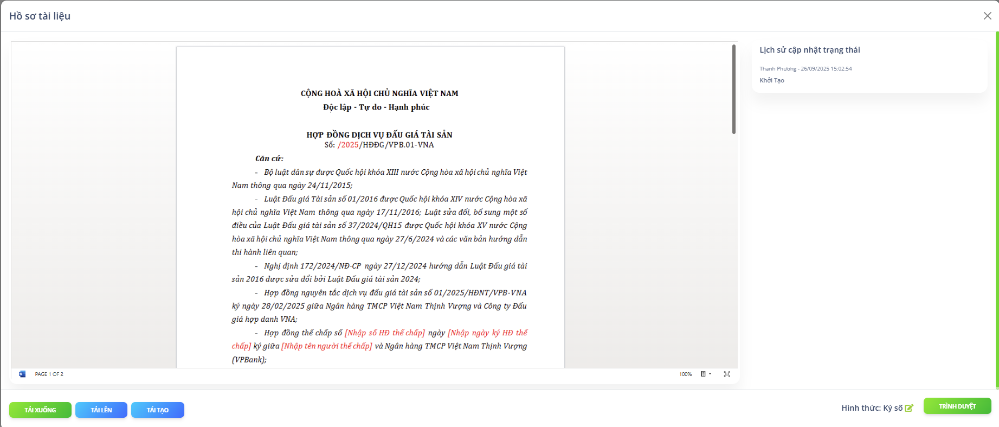 Hồ sơ tài liệu
CỘNG HOÀ XÃ HỘI CHỦ NGHĨA VIỆT NAM
Độc lập - Tự do - Hạnh phúc
HỢP ĐỒNG DỊCH VỤ ĐẤU GIÁ TÀI SẢN
Số: /2025/HĐĐG/VPB.01-VNA
Căn cứ:
- Bộ luật dân sự được Quốc hội khóa XIII nước Cộng hòa xã hội chủ nghĩa Việt
Nam thông qua ngày 24/11/2015;
- Luật Đấu giá Tài sản số 01/2016 được Quốc hội khóa XIV nước Cộng hòa xã
hội chủ nghĩa Việt Nam thông qua ngày 17/11/2016; Luật sửa đổi, bổ sung một số
điều của Luật Đấu giá tài sản số 37/2024/QH15 được Quốc hội khóa XV nước Cộng
hòa xã hội chủ nghĩa Việt Nam thông qua ngày 27/6/2024 và các văn bản hướng dẫn
thi hành liên quan;
- Nghị định 172/2024/NĐ-CP ngày 27/12/2024 hướng dẫn Luật Đấu giá tài
sản 2016 được sửa đổi bởi Luật Đấu giá tài sản 2024;
- Hợp đồng nguyên tắc dịch vụ đấu giá tài sản số 01/2025/HĐNT/VPB-VNA
ký ngày 28/02/2025 giữa Ngân hàng TMCP Việt Nam Thịnh Vượng và Công ty Đấu
giá hợp danh VNA;
- Hợp đồng thế chấp số [Nhập số HĐ thế chấp] ngày [Nhập ngày ký HĐ thế
chấp] ký giữa [Nhập tên người thế chấp] và Ngân hàng TMCP Việt Nam Thịnh Vượng
(VPBank);
PAGE 1 OF 2
100%
Lịch sử cập nhật trạng thái
Thanh Phương - 26/09/2025 15:02:54
Khởi Tạo
TẢI XUỐNG
TẢI LÊN
TÁI TẠO
Hình thức: Ký số
TRÌNH DUYỆT